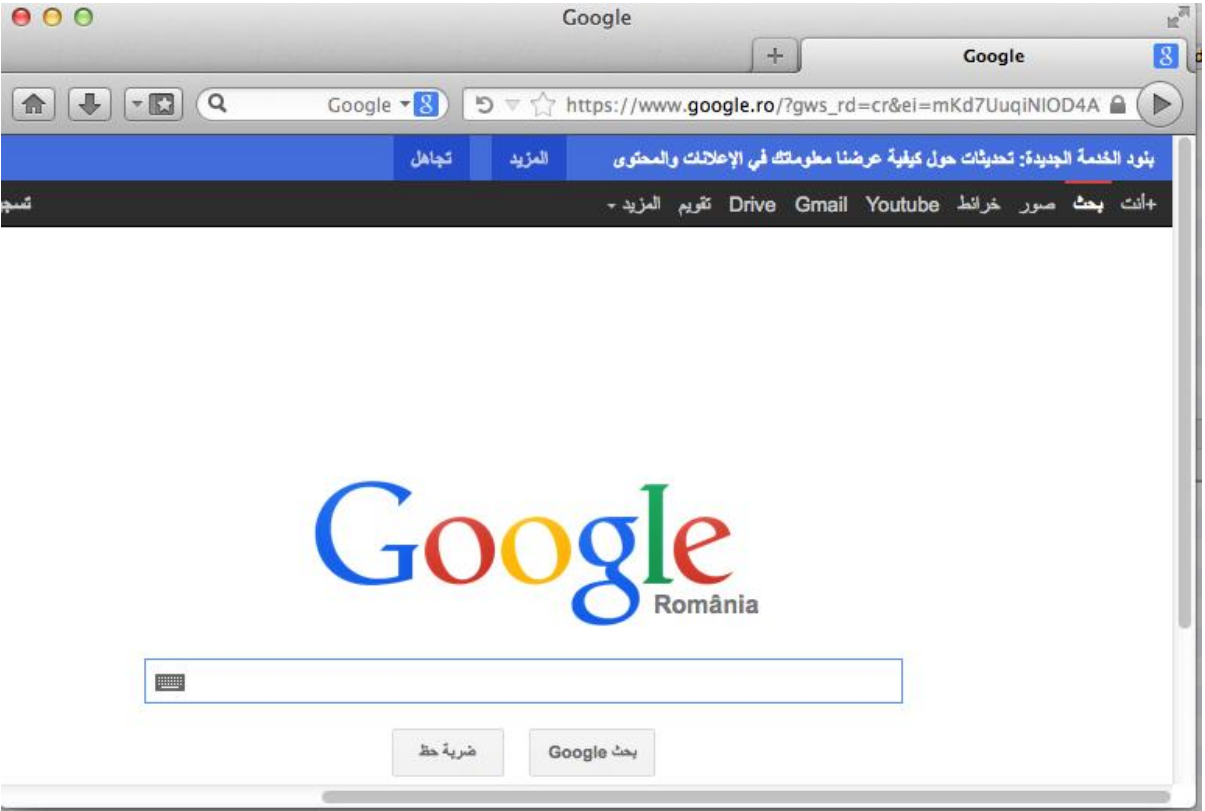 Google
Google
https://www.google.ro/?gws_rd=cr&ei=mKd7UuqiNIOD4A
Google
بنود الخدمة الجديدة: تحديثات حول كيفية عرضنا معلوماتك في الإعلانات والمحتوى المزيد تجاهل
+أنت بحث صور خرائط Youtube Gmail Drive تقويم المزيد
Google
România
بحث Google ضربة حظ